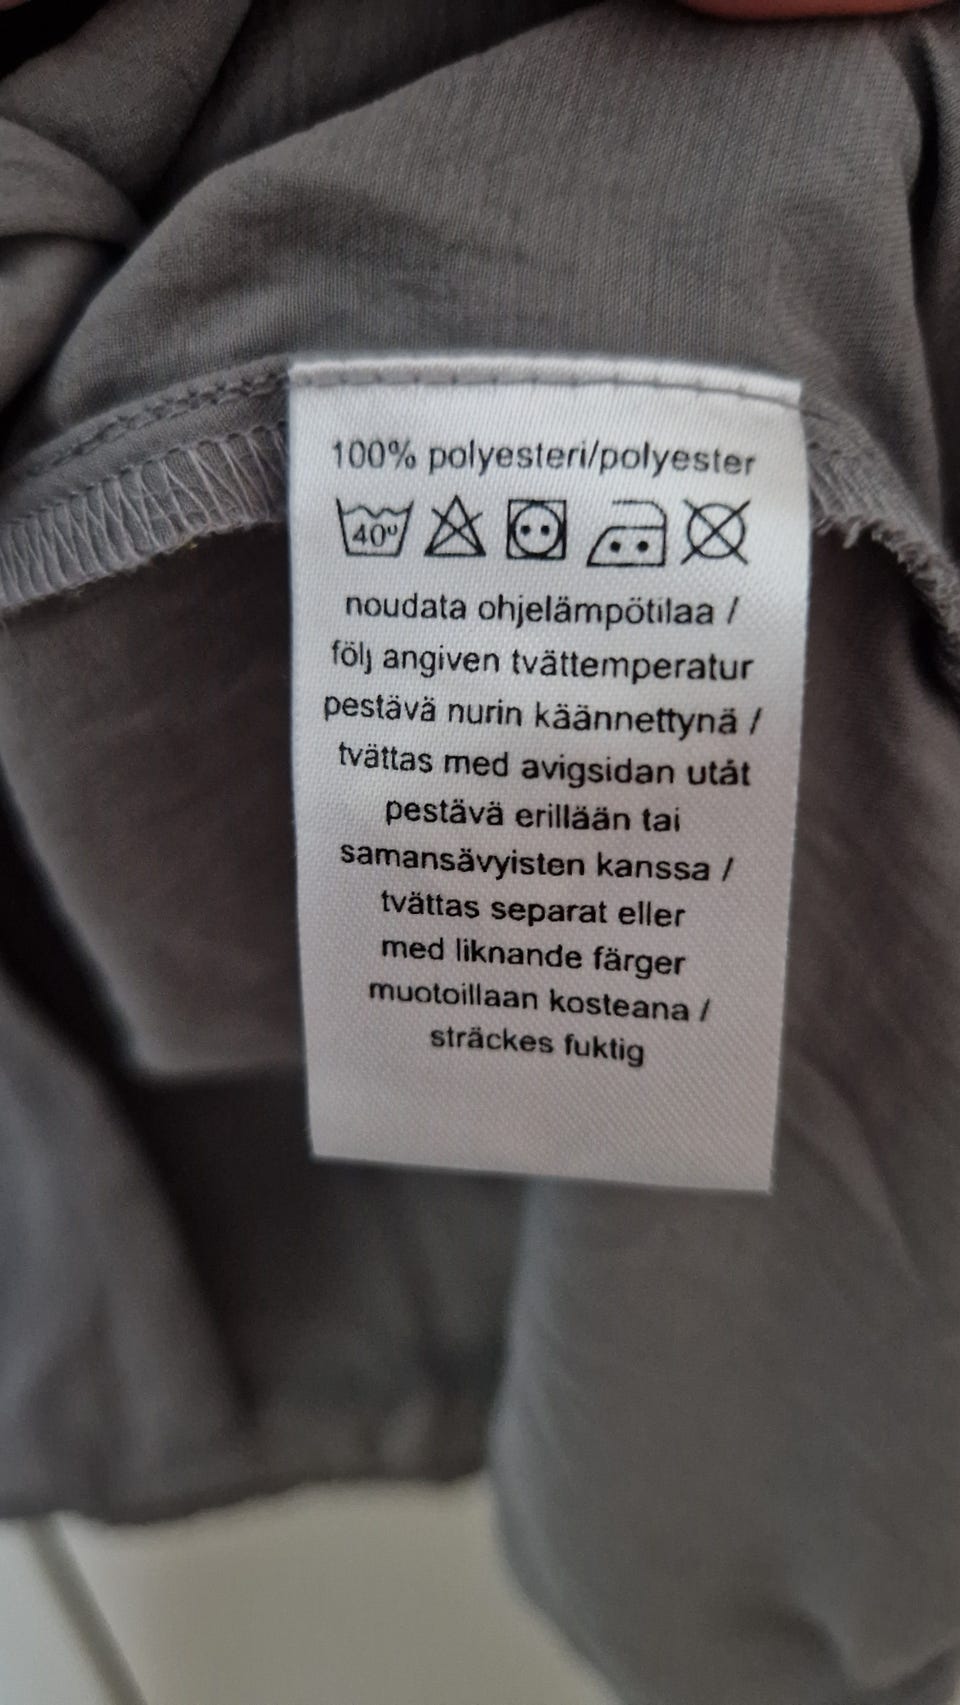 100% polyesteri/polyester
40°
noudata ohjelämpötilaa /
följ angiven tvättemperatur
pestävä nurin käännettynä /
tvättas med avigsidan utåt
pestävä erillään tai
samansävyisten kanssa /
tvättas separat eller
med liknande färger
muotoillaan kosteana /
sträckes fuktig